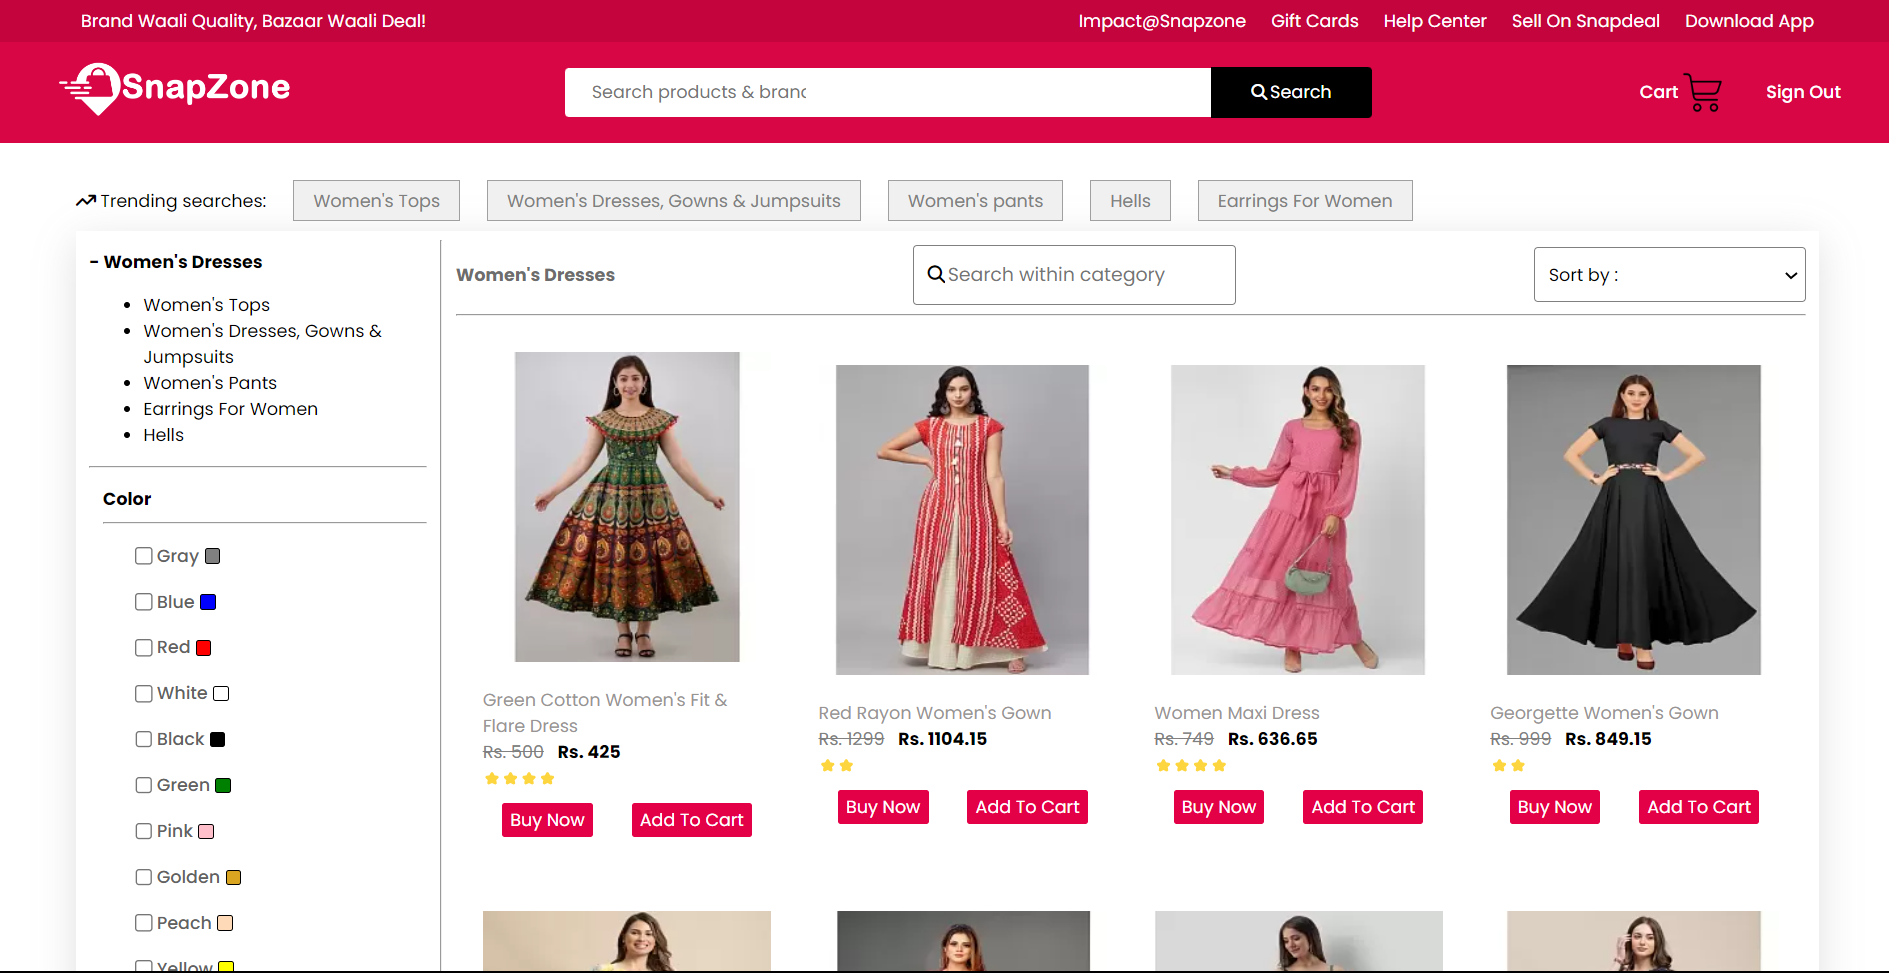 Brand Waali Quality, Bazaar Waali Deal!
Impact@Snapzone Gift Cards Help Center Sell On Snapdeal Download App
SnapZone
Search products & branc
Search
Cart
Sign Out
Trending searches:
Women's Tops
Women's Dresses, Gowns & Jumpsuits
Women's pants
Hells
Earrings For Women
- Women's Dresses
Women's Tops
Women's Dresses, Gowns &
Jumpsuits
Women's Pants
Earrings For Women
Hells
Color
Gray
Blue
Red
White
Black
Green
Pink
Golden
Peach
Yellow
Women's Dresses
Search within category
Sort by :
Green Cotton Women's Fit &
Flare Dress
Rs. 500 Rs. 425
Buy Now Add To Cart
Red Rayon Women's Gown
Rs. 1299 Rs. 1104.15
Buy Now Add To Cart
Women Maxi Dress
Rs. 749 Rs. 636.65
Buy Now Add To Cart
Georgette Women's Gown
Rs. 999 Rs. 849.15
Buy Now Add To Cart